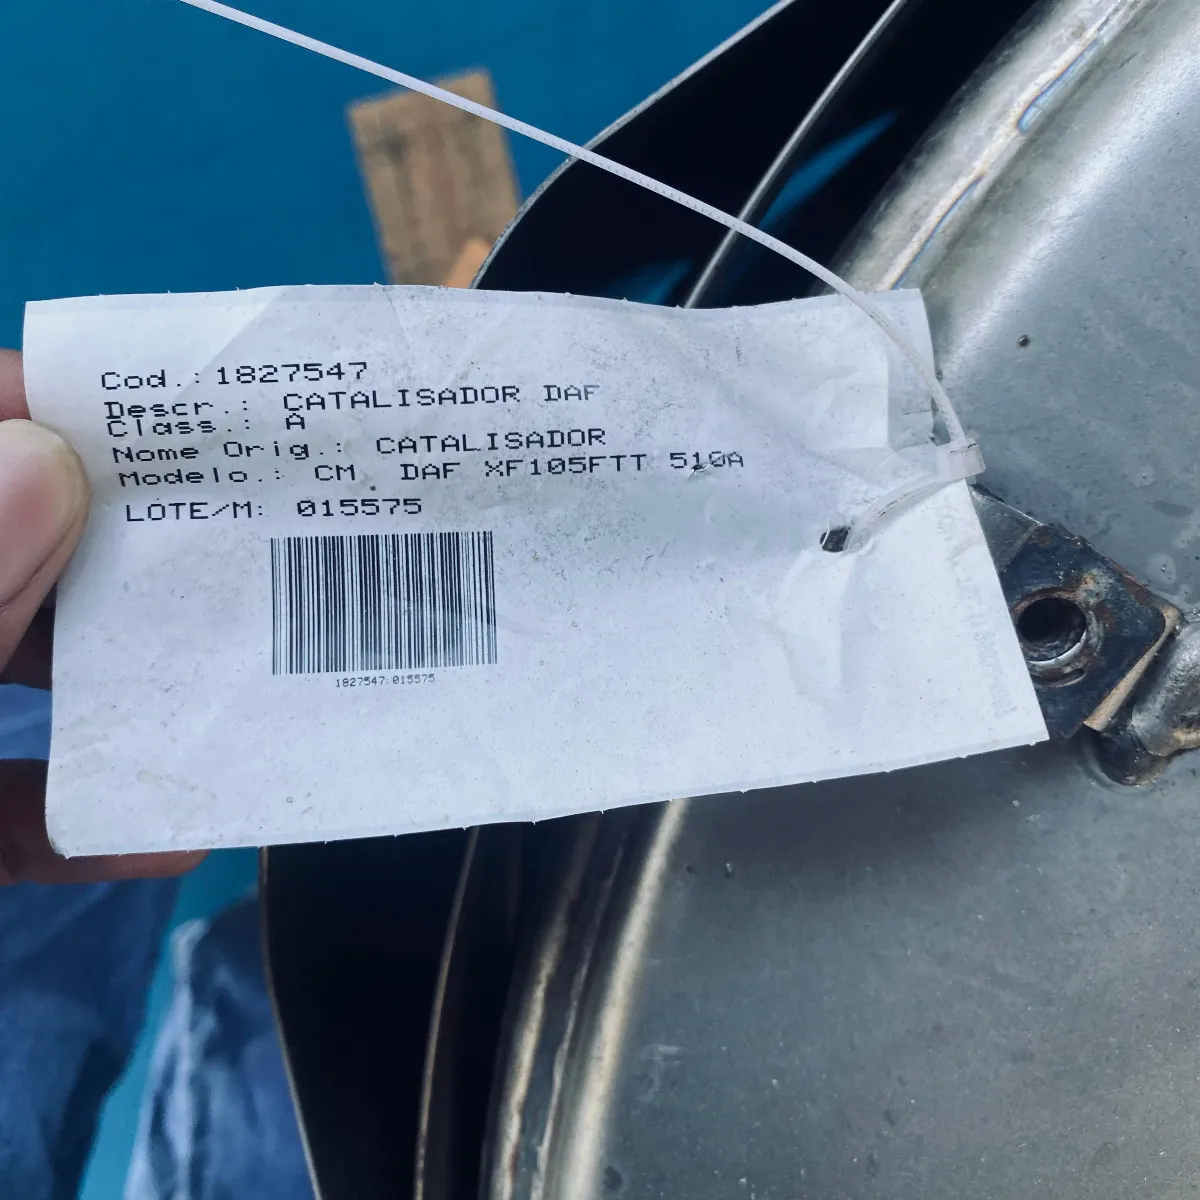 Cod.: 1827547
Descr.: CATALISADOR DAF
Class.: A
Nome Orig.: CATALISADOR
Modelo.: CM DAF XF105FTT 510A
LOTE/M: 015575
1827547:015575